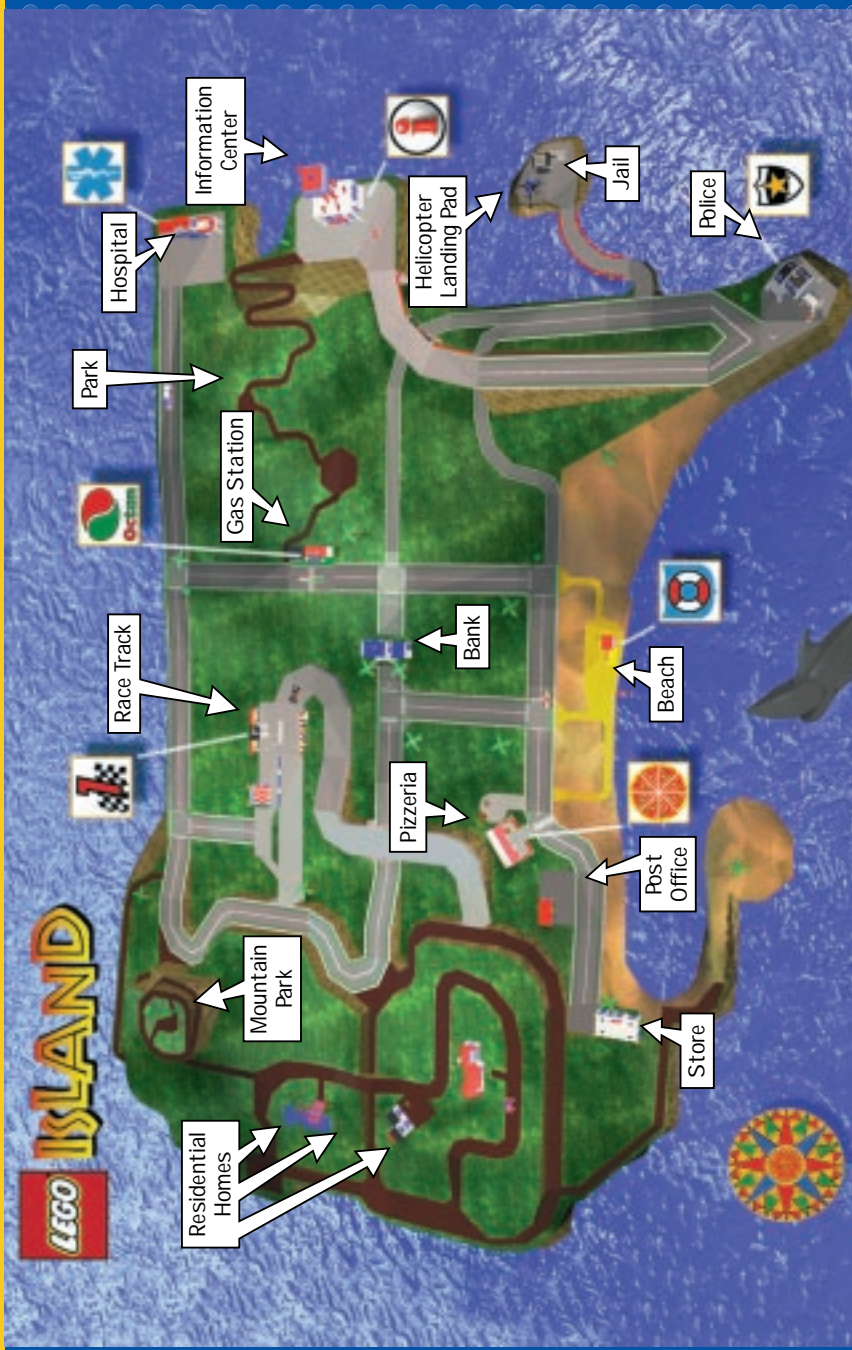 LEGO
ISLAND
Residential
Homes
Mountain
Park
Race Track
1
Gas Station
Octan
Park
Hospital
Information
Center
i
Pizzeria
Bank
Helicopter
Landing Pad
Jail
Store
Post
Office
Beach
Police